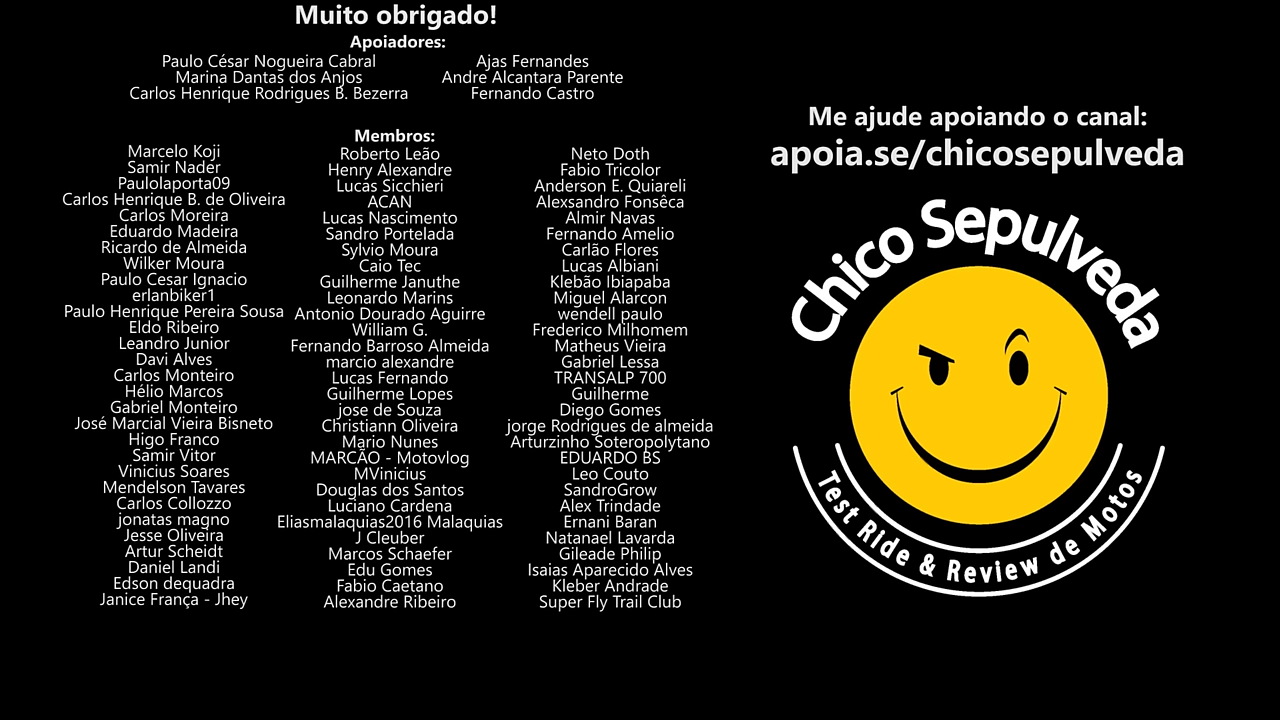 Muito obrigado!
Apoiadores:
Paulo César Nogueira Cabral
Marina Dantas dos Anjos
Carlos Henrique Rodrigues B. Bezerra
Ajas Fernandes
Andre Alcantara Parente
Fernando Castro
Membros:
Marcelo Koji
Samir Nader
Paulolaporta09
Carlos Henrique B. de Oliveira
Carlos Moreira
Eduardo Madeira
Ricardo de Almeida
Wilker Moura
Paulo Cesar Ignacio
erlanbiker1
Paulo Henrique Pereira Sousa
Eldo Ribeiro
Leandro Junior
Davi Alves
Carlos Monteiro
Hélio Marcos
Gabriel Monteiro
José Marcial Vieira Bisneto
Higo Franco
Samir Vitor
Vinicius Soares
Mendelson Tavares
Carlos Collozzo
jonatas magno
Jesse Oliveira
Artur Scheidt
Daniel Landi
Edson dequadra
Janice França - Jhey
Roberto Leão
Henry Alexandre
Lucas Sicchieri
ACAN
Lucas Nascimento
Sandro Portelada
Sylvio Moura
Caio Tec
Guilherme Januthe
Leonardo Marins
Antonio Dourado Aguirre
William G.
Fernando Barroso Almeida
marcio alexandre
Lucas Fernando
Guilherme Lopes
jose de Souza
Christiann Oliveira
Mario Nunes
MARCÃO - Motovlog
MVinicius
Douglas dos Santos
Luciano Cardena
Eliasmalaquias2016 Malaquias
J Cleuber
Marcos Schaefer
Edu Gomes
Fabio Caetano
Alexandre Ribeiro
Neto Doth
Fabio Tricolor
Anderson E. Quiareli
Alexsandro Fonsêca
Almir Navas
Fernando Amelio
Carlão Flores
Lucas Albiani
Klebão Ibiapaba
Miguel Alarcon
wendell paulo
Frederico Milhomem
Matheus Vieira
Gabriel Lessa
TRANSALP 700
Guilherme
Diego Gomes
jorge Rodrigues de almeida
Arturzinho Soteropolytano
EDUARDO BS
Leo Couto
SandroGrow
Alex Trindade
Ernani Baran
Natanael Lavarda
Gileade Philip
Isaias Aparecido Alves
Kleber Andrade
Super Fly Trail Club
Me ajude apoiando o canal:
apoia.se/chicosepulveda
Chico Sepulveda
Test Ride & Review de Motos